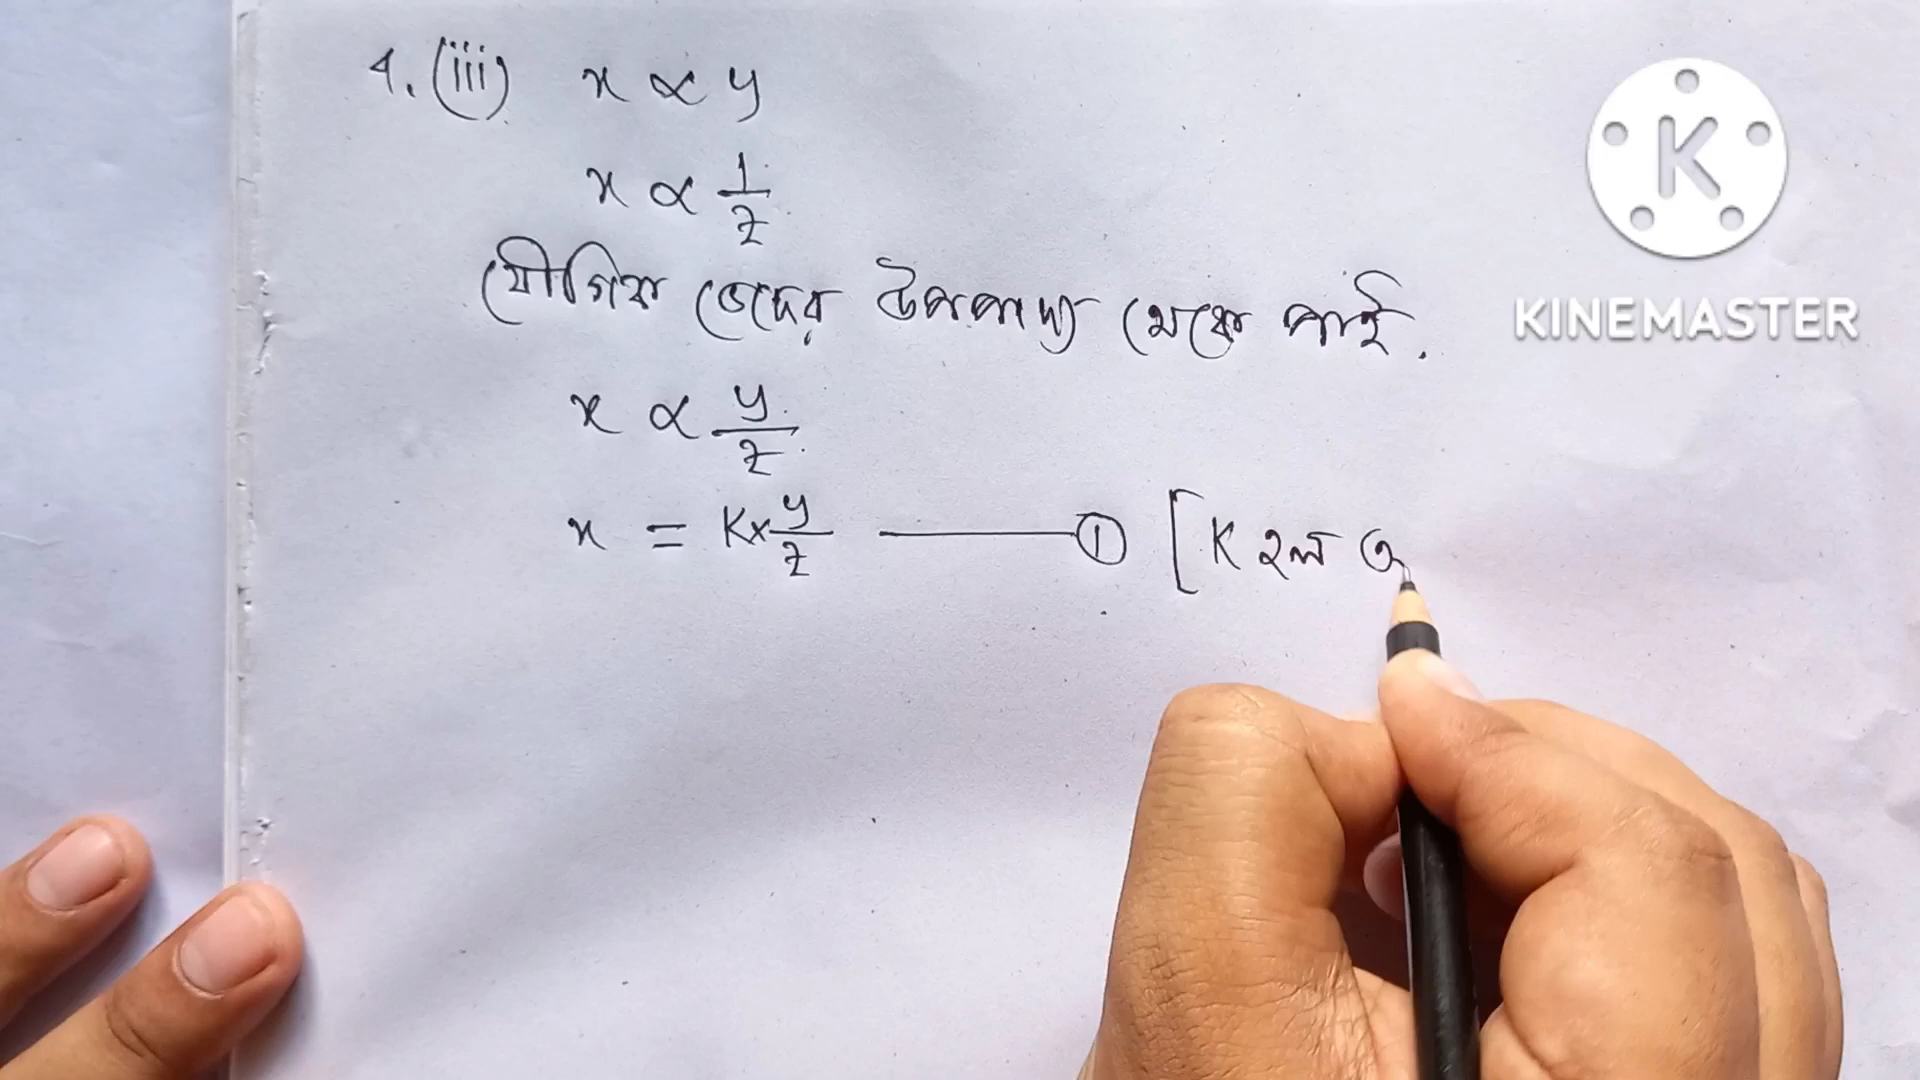 4. (iii) x ∝ y
x ∝ 1/z
যৌগিক ভেদের উপপাদ্য থেকে পাই.
x ∝ y/z
x = K× y/z ——— ① [K হল অ
K
KINEMASTER